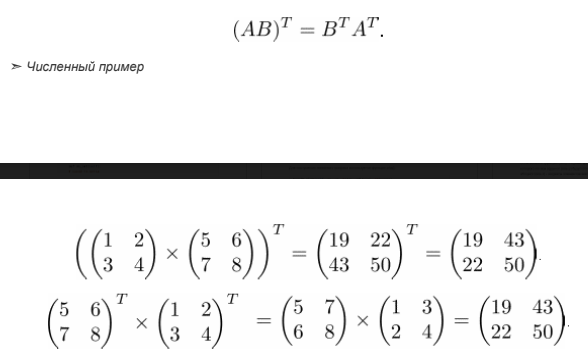 (AB)^T = B^T A^T.
➣ Численный пример
((1 2; 3 4) × (5 6; 7 8))^T = (19 22; 43 50)^T = (19 43; 22 50).
(5 6; 7 8)^T × (1 2; 3 4)^T = (5 7; 6 8) × (1 3; 2 4) = (19 43; 22 50).